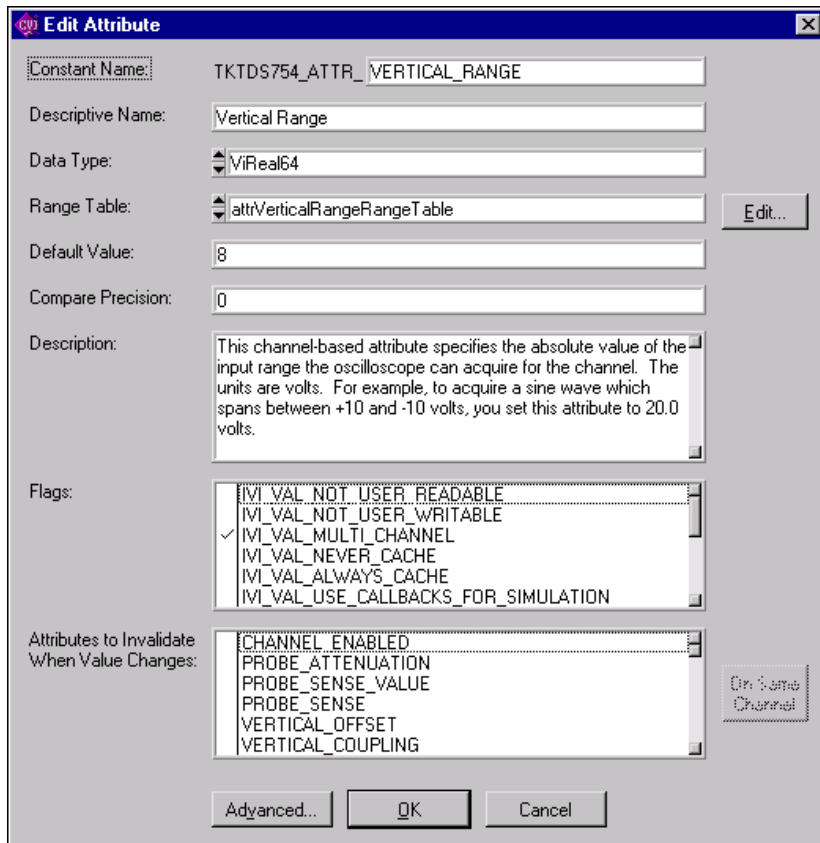 CVI Edit Attribute
Constant Name: TKTDS754_ATTR_ VERTICAL_RANGE
Descriptive Name: Vertical Range
Data Type: ViReal64
Range Table: attrVerticalRangeRangeTable Edit...
Default Value: 8
Compare Precision: 0
Description: This channel-based attribute specifies the absolute value of the
input range the oscilloscope can acquire for the channel. The
units are volts. For example, to acquire a sine wave which
spans between +10 and -10 volts, you set this attribute to 20.0
volts.
Flags: IVI_VAL_NOT_USER_READABLE
IVI_VAL_NOT_USER_WRITABLE
IVI_VAL_MULTI_CHANNEL
IVI_VAL_NEVER_CACHE
IVI_VAL_ALWAYS_CACHE
IVI_VAL_USE_CALLBACKS_FOR_SIMULATION
Attributes to Invalidate
When Value Changes:
CHANNEL_ENABLED
PROBE_ATTENUATION
PROBE_SENSE_VALUE
PROBE_SENSE
VERTICAL_OFFSET
VERTICAL_COUPLING
On Same
Channel
Advanced... OK Cancel